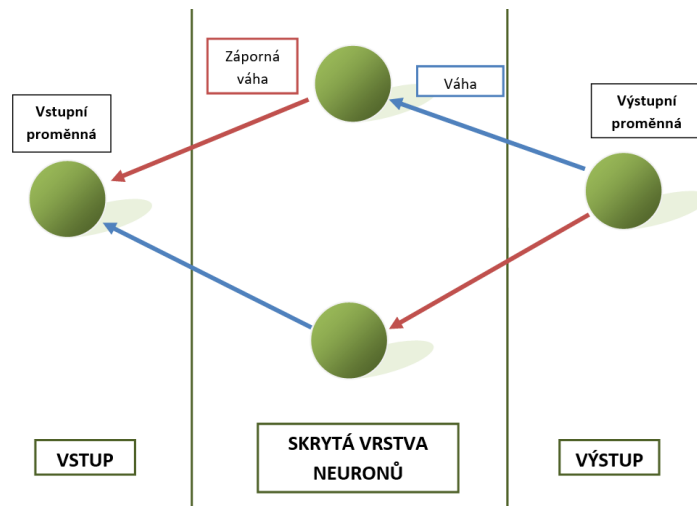 Záporná
váha
Váha
Vstupní
proměnná
Výstupní
proměnná
VSTUP
SKRYTÁ VRSTVA
NEURONŮ
VÝSTUP